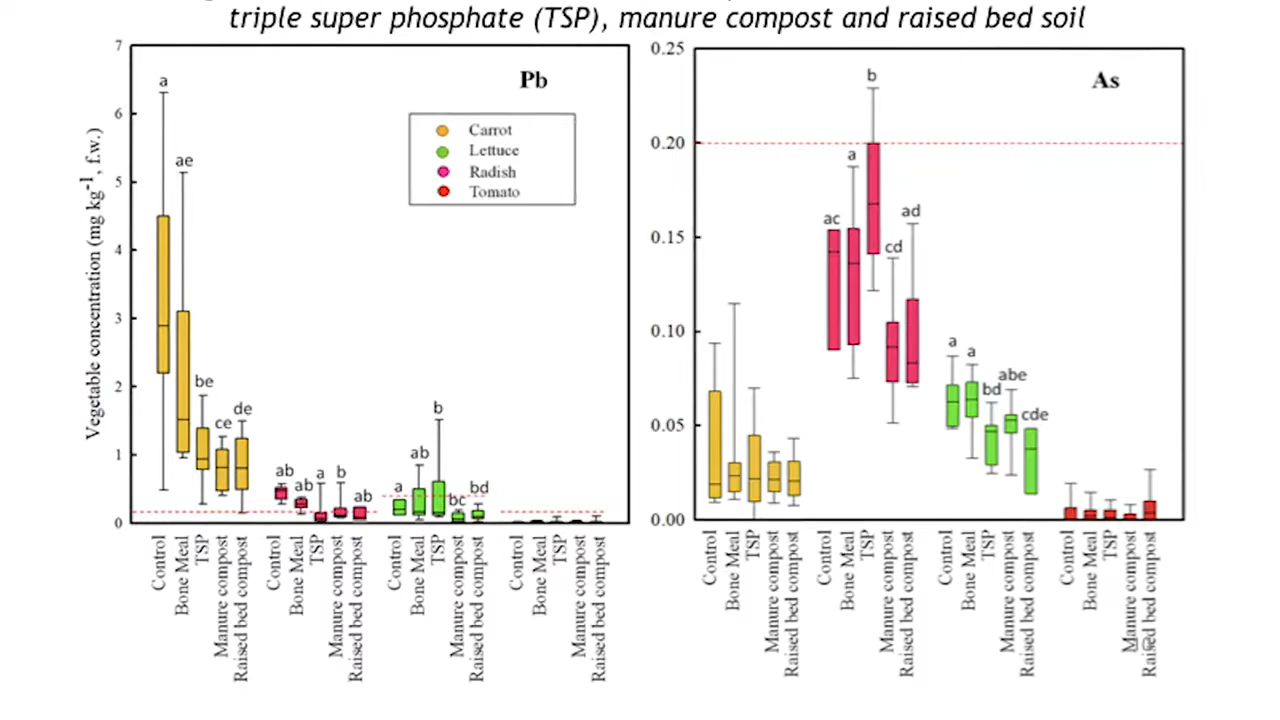 triple super phosphate (TSP), manure compost and raised bed soil
Pb
Carrot
Lettuce
Radish
Tomato
Vegetable concentration (mg kg-1, f.w.)
7
6
5
4
3
2
1
0
a
ae
be
ce
de
ab
ab
a
b
ab
a
ab
b
bc
bd
Control
Bone Meal
TSP
Manure compost
Raised bed compost
Control
Bone Meal
TSP
Manure compost
Raised bed compost
Control
Bone Meal
TSP
Manure compost
Raised bed compost
Control
Bone Meal
TSP
Manure compost
Raised bed compost
As
0.25
0.20
0.15
0.10
0.05
0.00
ac
a
b
cd
ad
a
a
bd
abe
cde
Control
Bone Meal
TSP
Manure compost
Raised bed compost
Control
Bone Meal
TSP
Manure compost
Raised bed compost
Control
Bone Meal
TSP
Manure compost
Raised bed compost
Control
Bone Meal
TSP
Manure compost
Raised bed compost